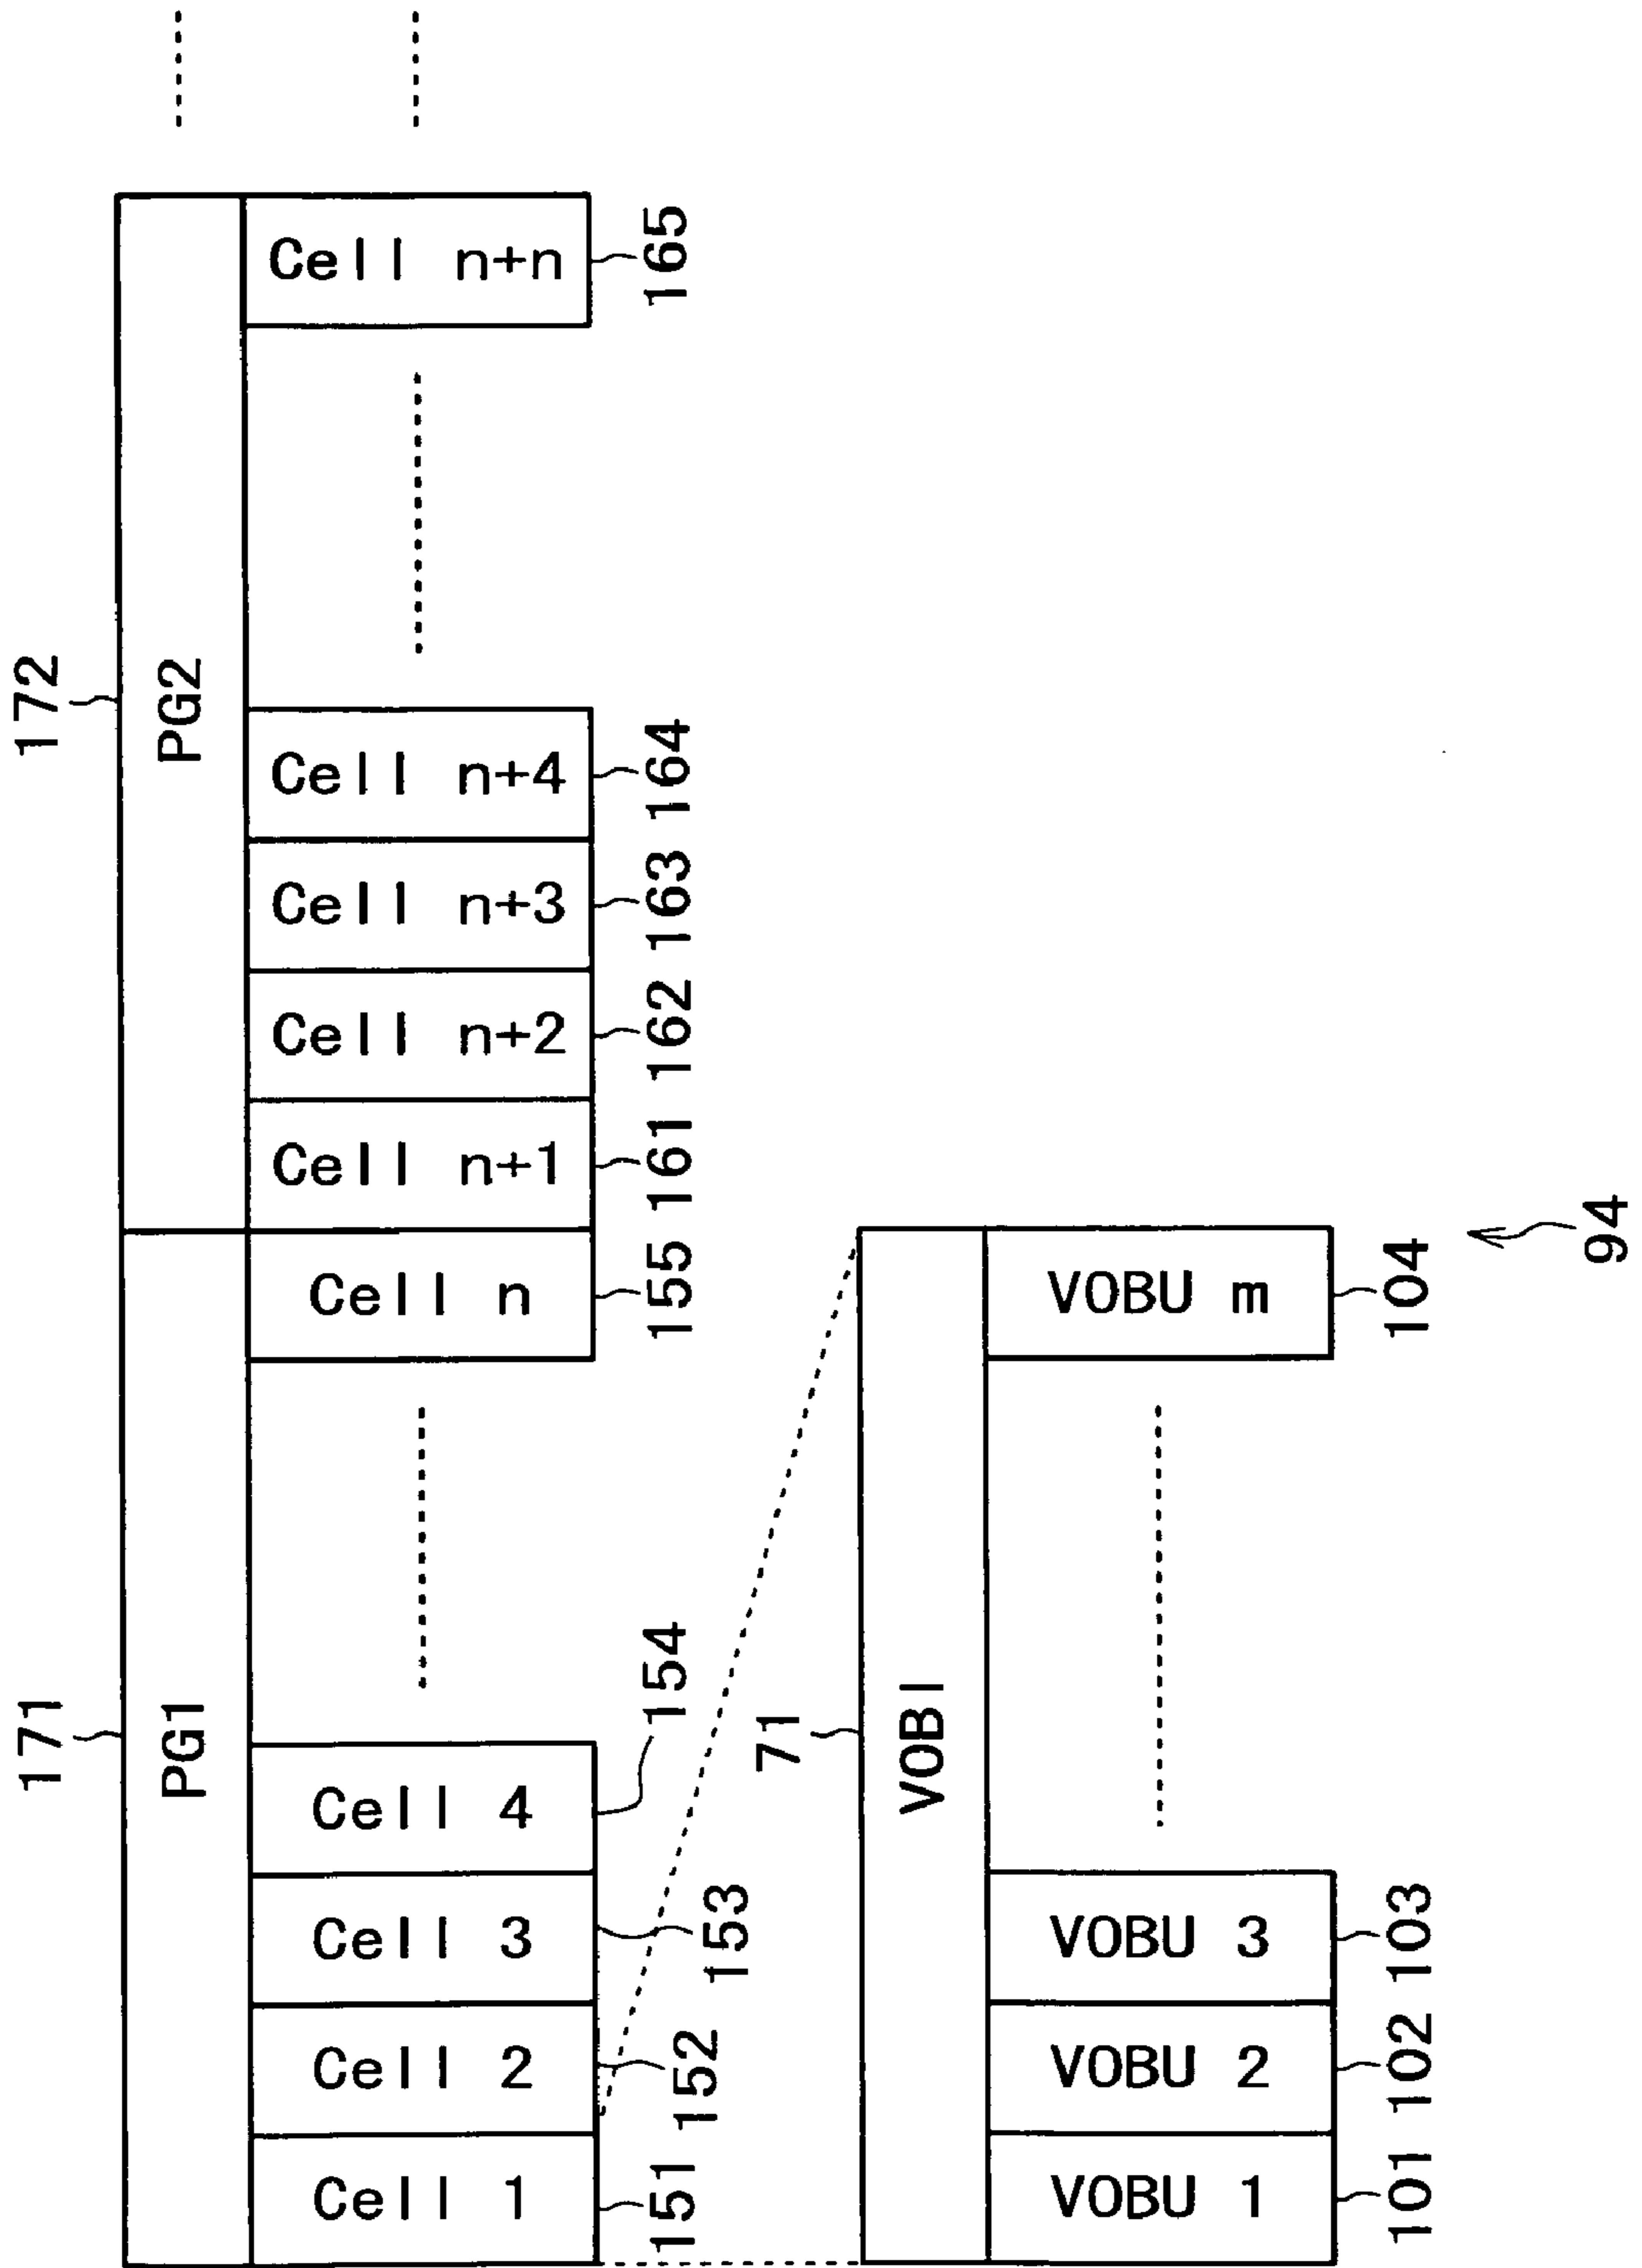 171
172
PG1
PG2
Cell 1
Cell 2
Cell 3
Cell 4
Cell n
Cell n+1
Cell n+2
Cell n+3
Cell n+4
Cell n+n
151
152
153
154
155
161
162
163
164
165
71
VOBI
VOBU 1
VOBU 2
VOBU 3
VOBU m
101
102
103
104
94